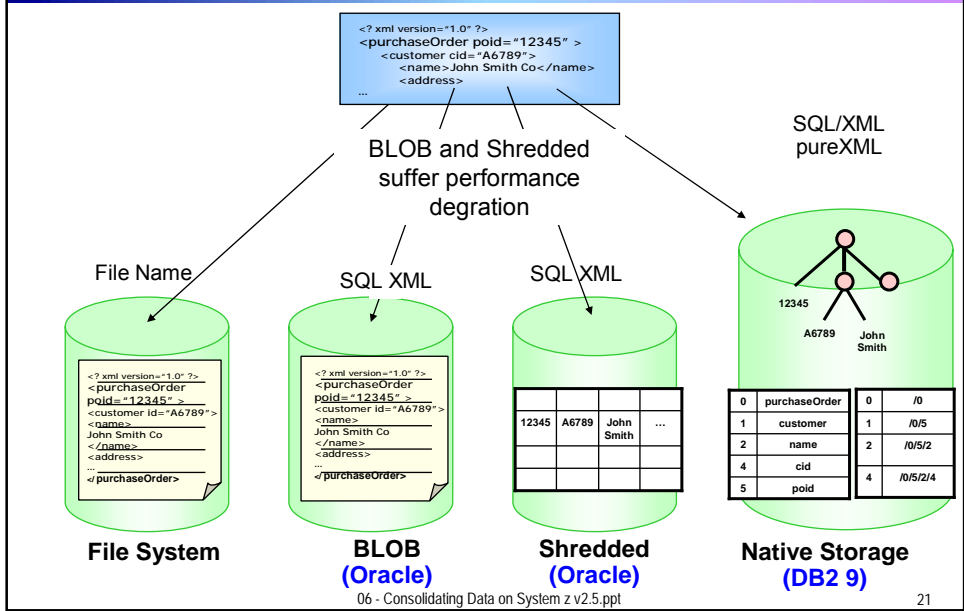 <? xml version="1.0" ?>
<purchaseOrder poid="12345" >
<customer cid="A6789">
<name>John Smith Co</name>
<address>
...
SQL/XML
pureXML
BLOB and Shredded
suffer performance
degration
File Name
SQL XML
SQL XML
<? xml version="1.0" ?>
<purchaseOrder
poid="12345" >
<customer id="A6789">
<name>
John Smith Co
</name>
<address>
...
</purchaseOrder>
<? xml version="1.0" ?>
<purchaseOrder
poid="12345" >
<customer id="A6789">
<name>
John Smith Co
</name>
<address>
...
</purchaseOrder>
12345 A6789 John Smith ...
12345
A6789
John
Smith
0 purchaseOrder
1 customer
2 name
4 cid
5 poid
0 /0
1 /0/5
2 /0/5/2
4 /0/5/2/4
File System
BLOB
(Oracle)
Shredded
(Oracle)
Native Storage
(DB2 9)
06 - Consolidating Data on System z v2.5.ppt
21